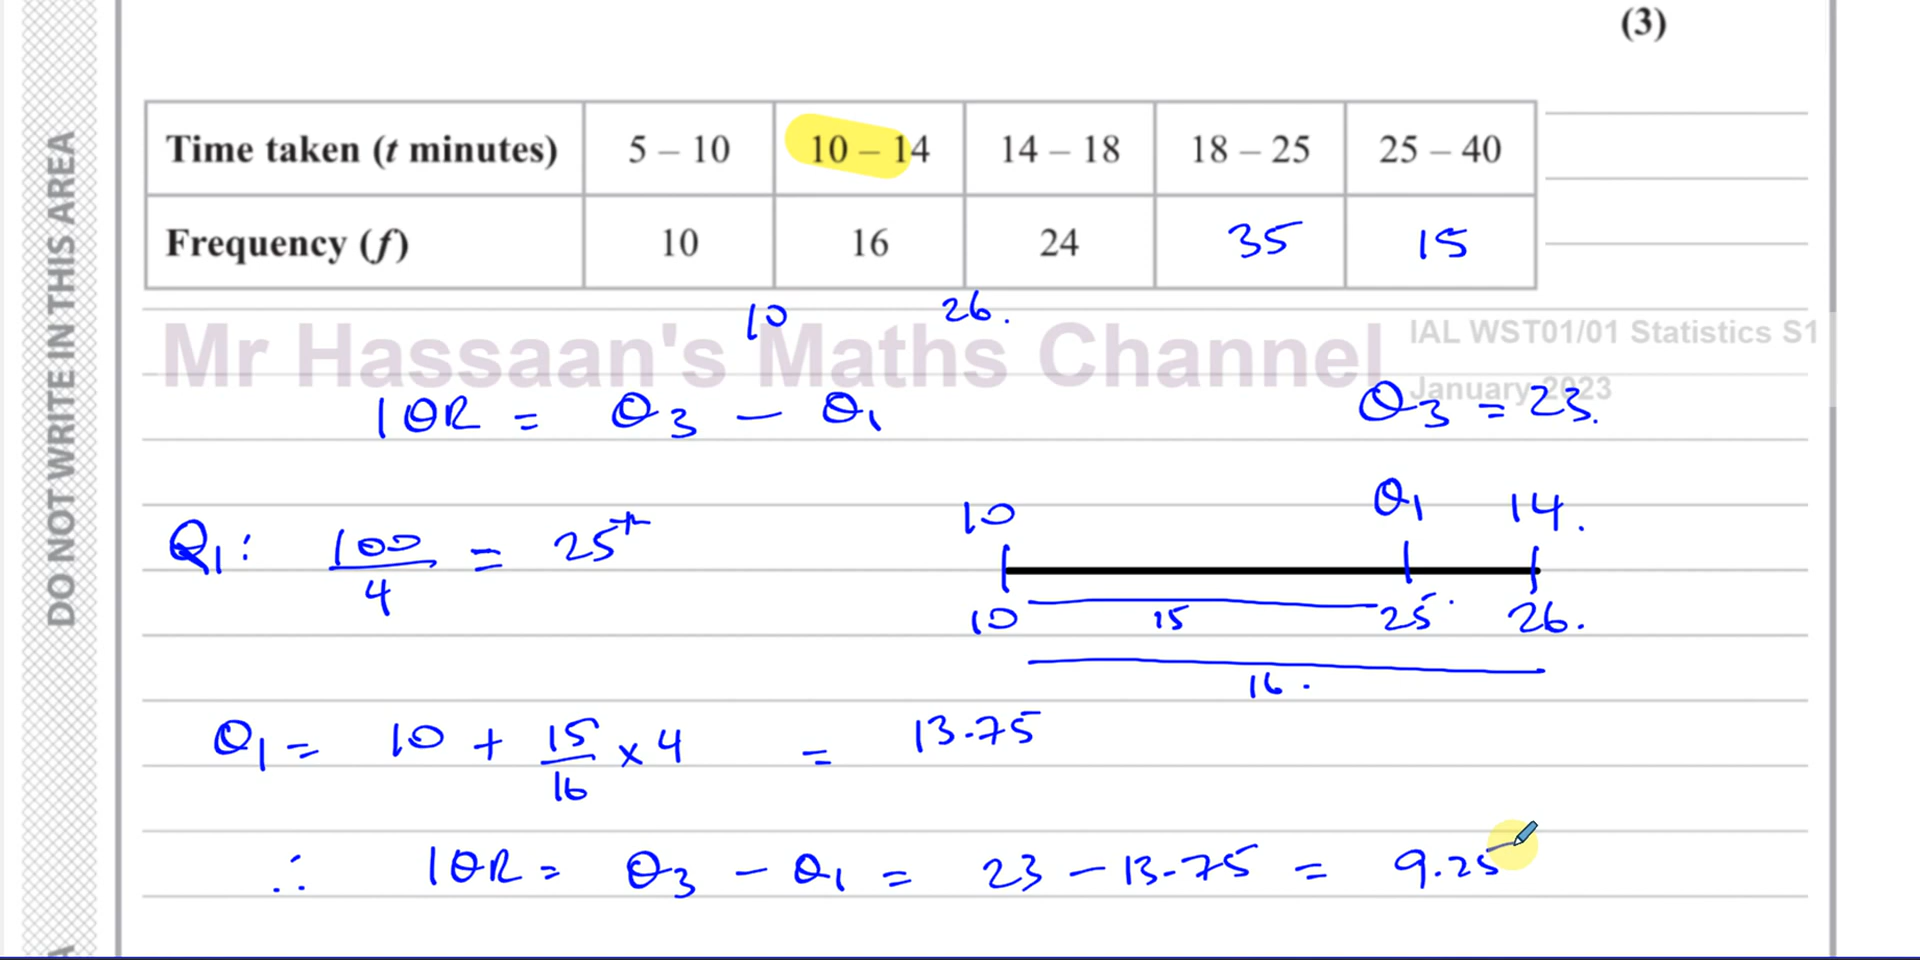 (3)
DO NOT WRITE IN THIS AREA
Time taken (t minutes) 5 – 10 10 – 14 14 – 18 18 – 25 25 – 40
Frequency (f) 10 16 24 35 15
10 26.
Mr Hassaan's Maths Channel
IAL WST01/01 Statistics S1
January 2023
IQR = Q3 – Q1
Q3 = 23.
Q1: 100/4 = 25th
10 Q1 14.
10 15 25 26.
16.
Q1 = 10 + 15/16 x 4 = 13.75
∴ IQR = Q3 – Q1 = 23 – 13.75 = 9.25